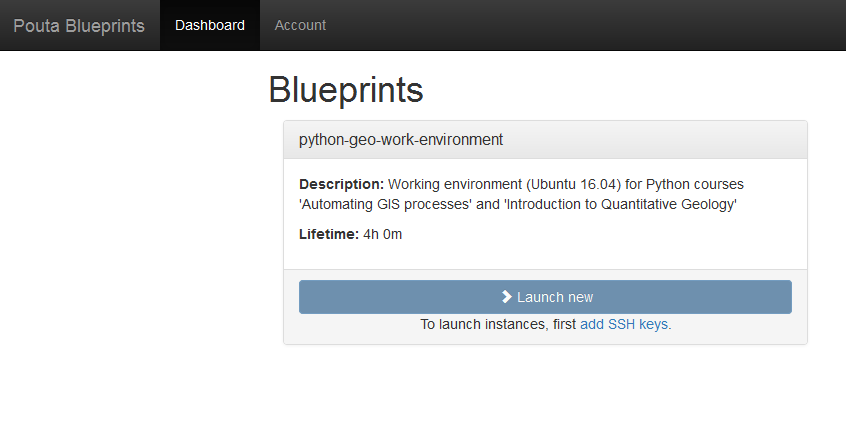 Pouta Blueprints Dashboard Account
Blueprints
python-geo-work-environment
Description: Working environment (Ubuntu 16.04) for Python courses
'Automating GIS processes' and 'Introduction to Quantitative Geology'
Lifetime: 4h 0m
Launch new
To launch instances, first add SSH keys.